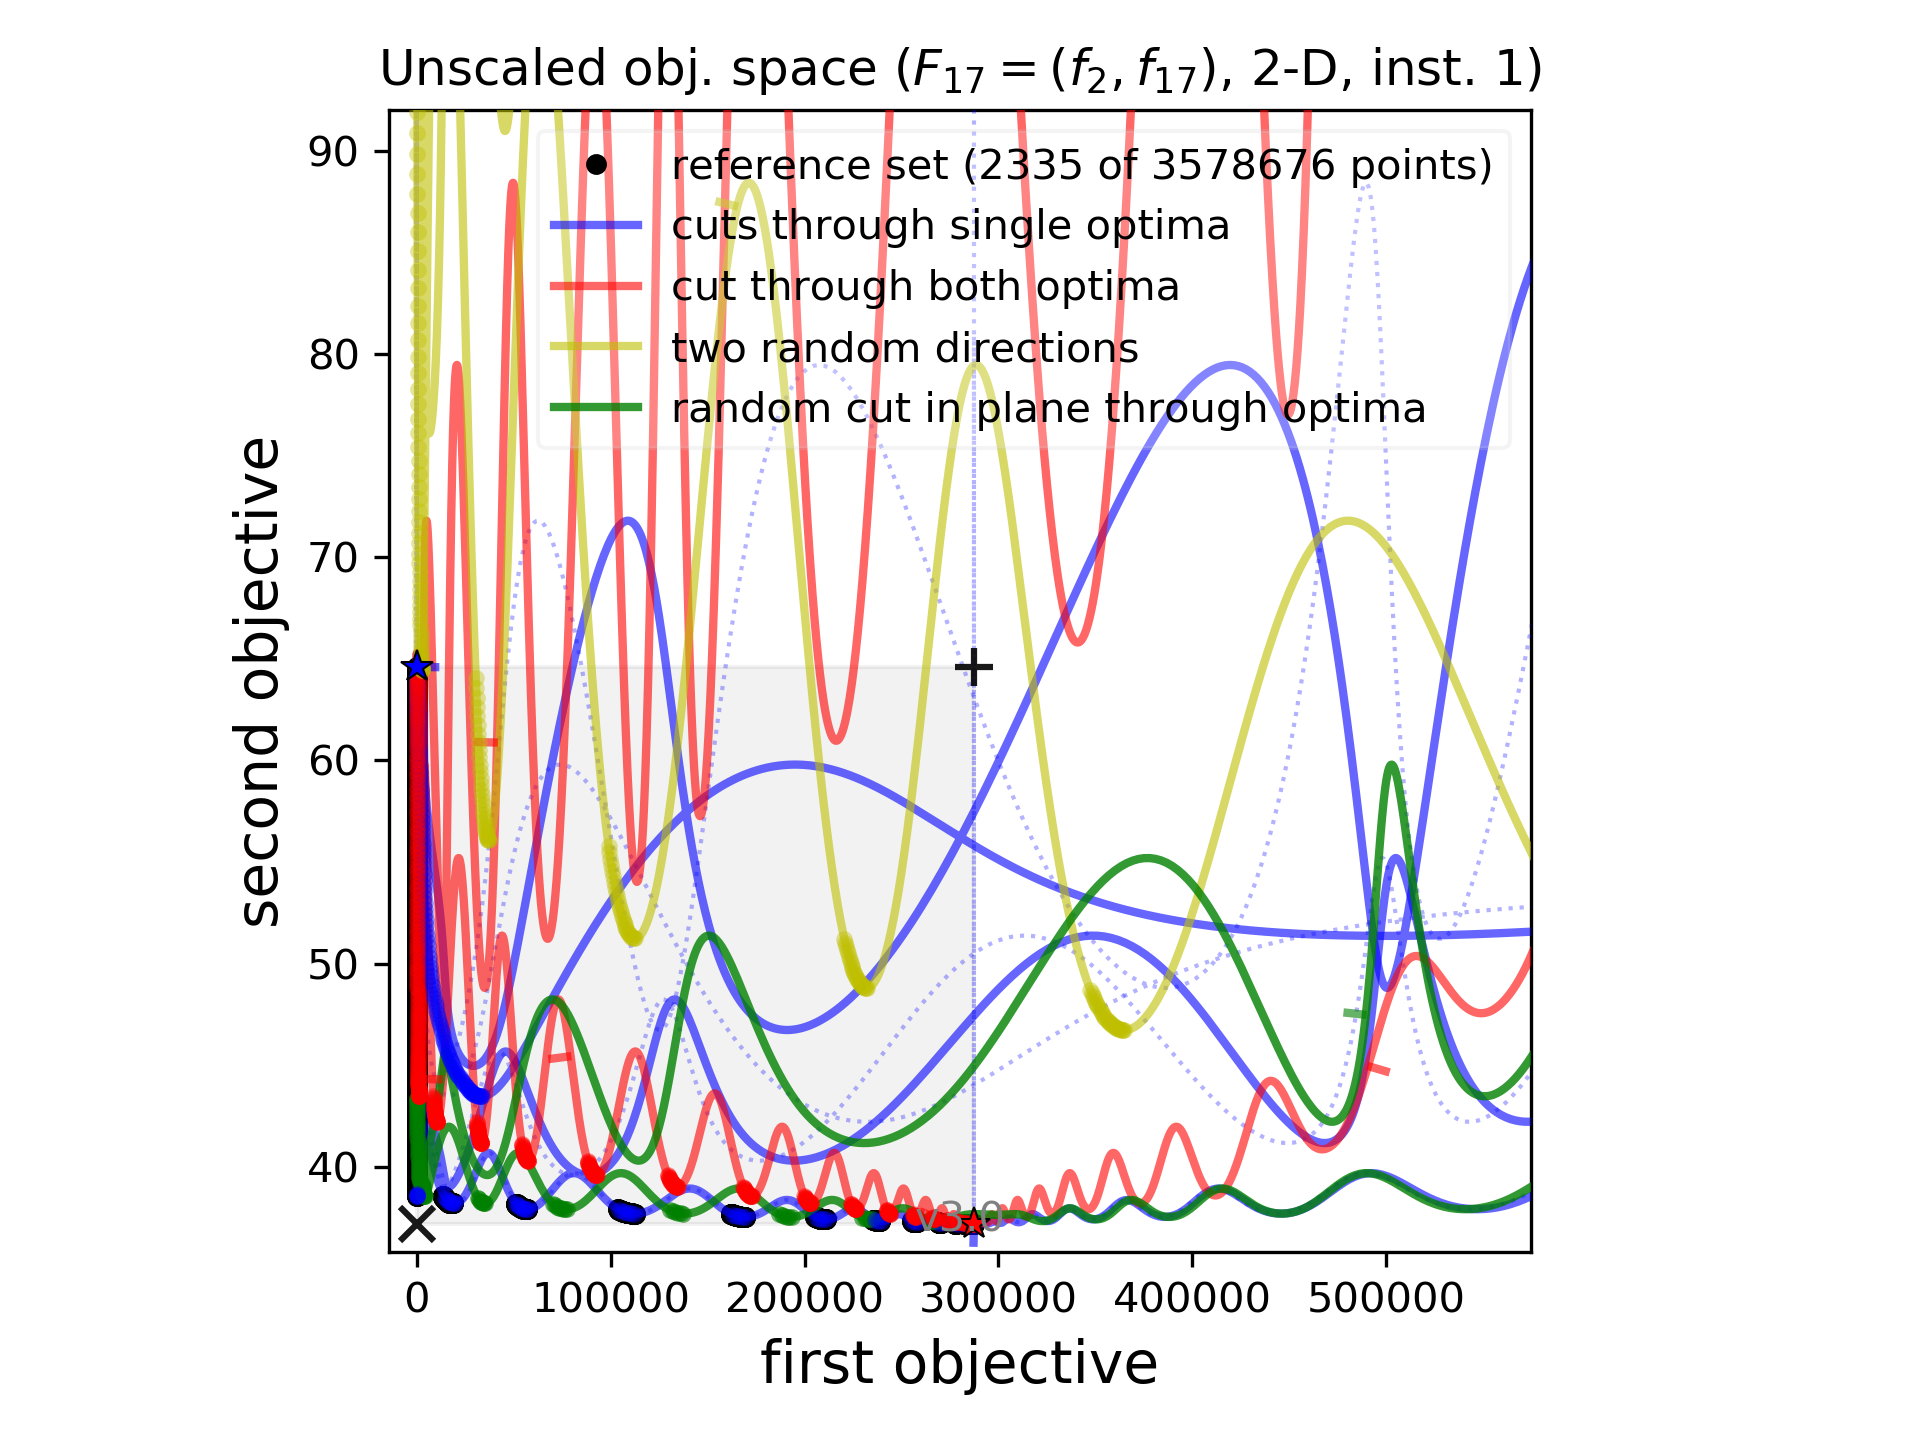 Unscaled obj. space (F₁₇ = (f₂, f₁₇), 2-D, inst. 1)
90
80
70
60
50
40
second objective
reference set (2335 of 3578676 points)
cuts through single optima
cut through both optima
two random directions
random cut in plane through optima
0
100000
200000
300000
400000
500000
first objective